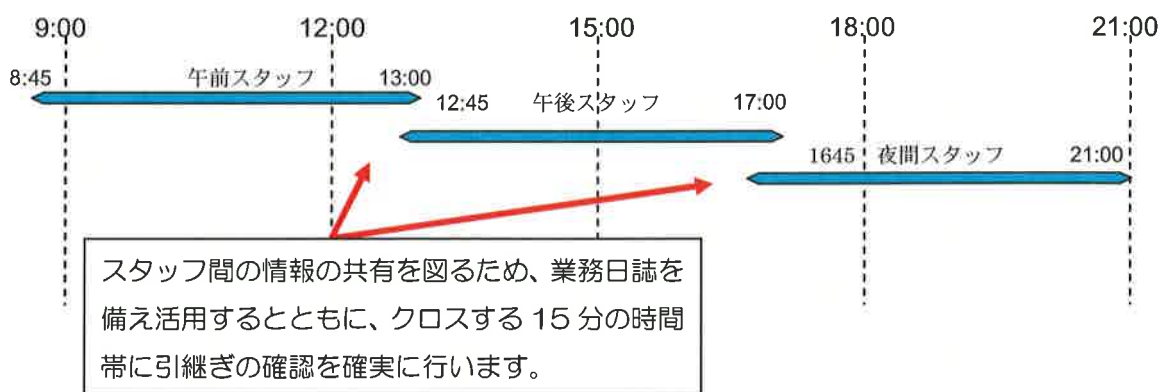 9:00 12:00 15:00 18:00 21:00
8:45 午前スタッフ 13:00
12:45 午後スタッフ 17:00
1645 夜間スタッフ 21:00
スタッフ間の情報の共有を図るため、業務日誌を
備え活用するとともに、クロスする 15 分の時間
帯に引継ぎの確認を確実に行います。